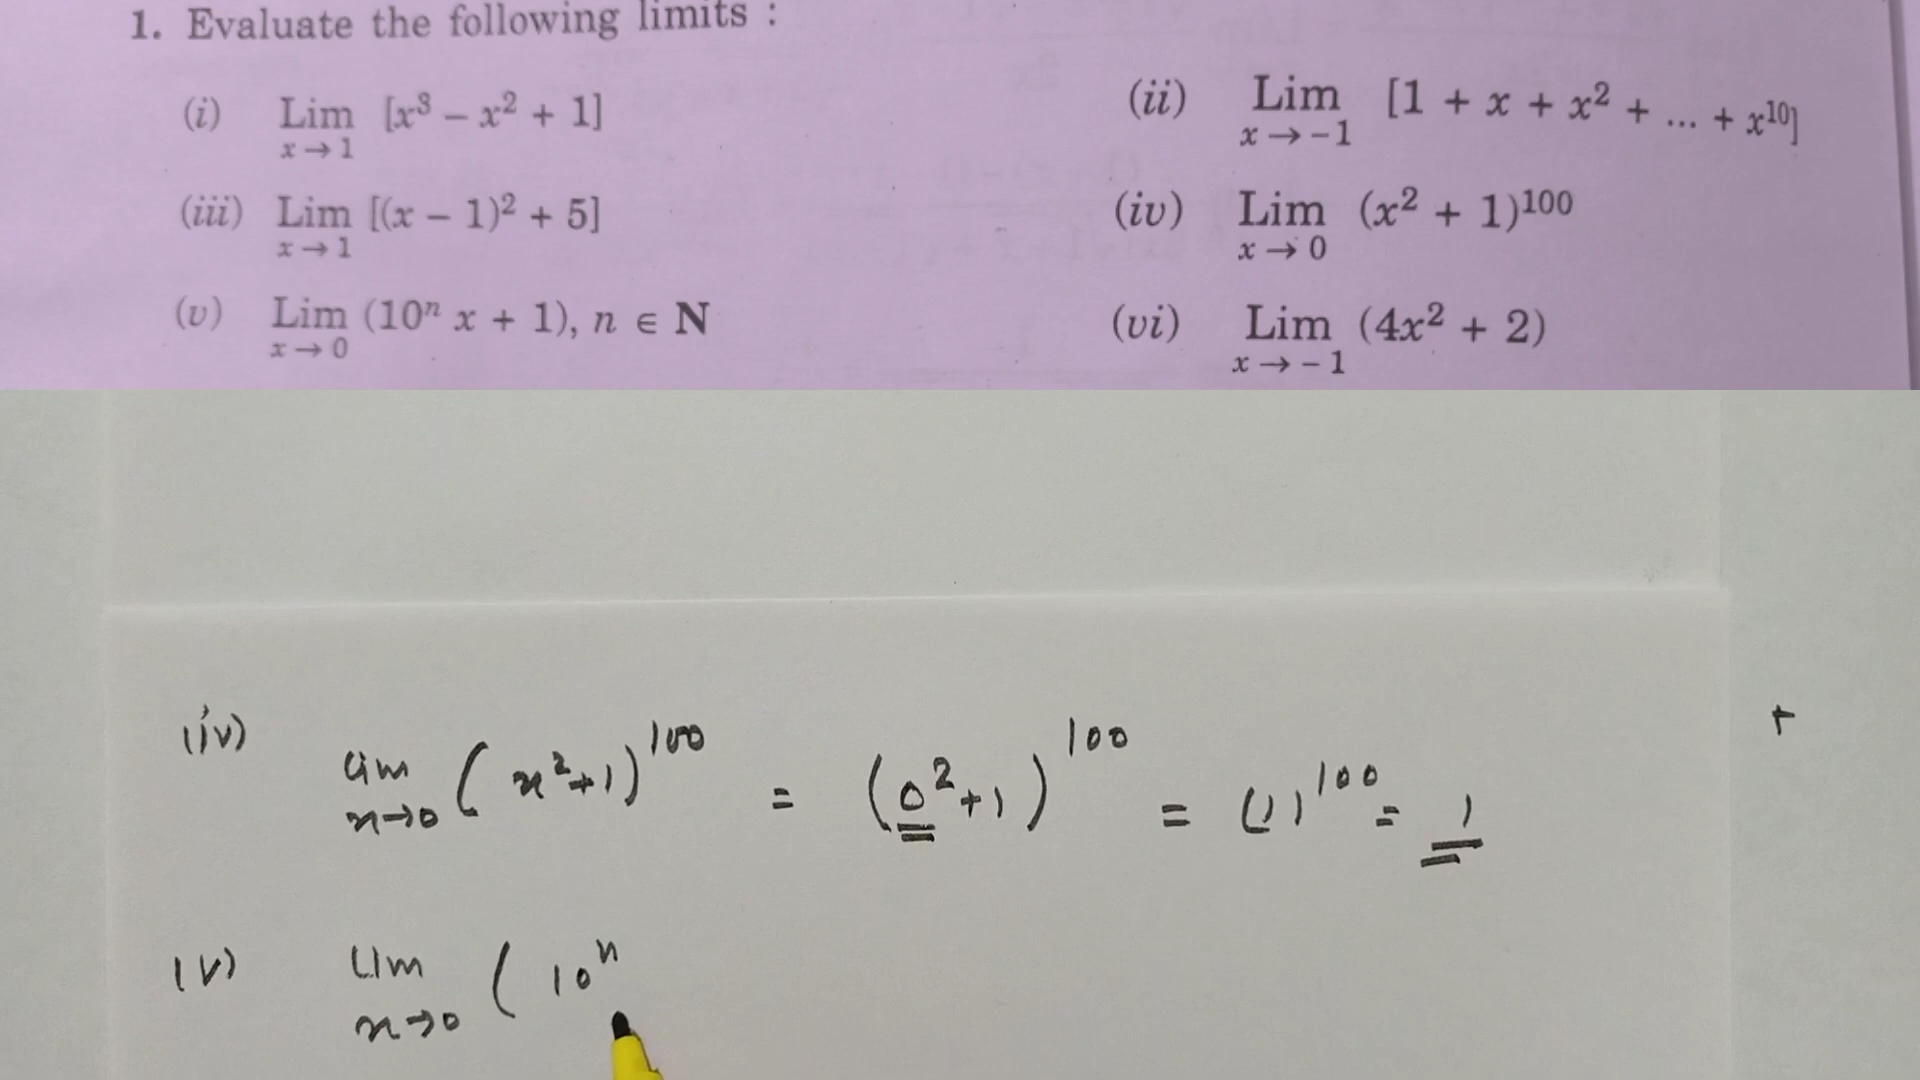 1. Evaluate the following limits :
(i) Lim x→1 [x³ – x² + 1]
(ii) Lim x→–1 [1 + x + x² + ... + x¹⁰]
(iii) Lim x→1 [(x – 1)² + 5]
(iv) Lim x→0 (x² + 1)¹⁰⁰
(v) Lim x→0 (10ⁿ x + 1), n ∈ N
(vi) Lim x→–1 (4x² + 2)
(iv) Lim x→0 (x²+1)¹⁰⁰ = (0²+1)¹⁰⁰ = (1)¹⁰⁰ = 1
+
(v) Lim x→0 (10ⁿ